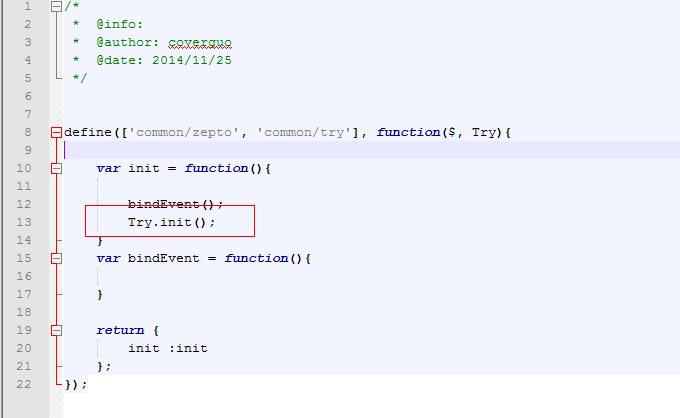 1 /*
2  *  @info:
3  *  @author: coverguo
4  *  @date: 2014/11/25
5  */
6
7
8 define(['common/zepto', 'common/try'], function($, Try){
9
10     var init = function(){
11
12         bindEvent();
13         Try.init();
14     }
15     var bindEvent = function(){
16
17     }
18
19     return {
20         init :init
21     };
22 });